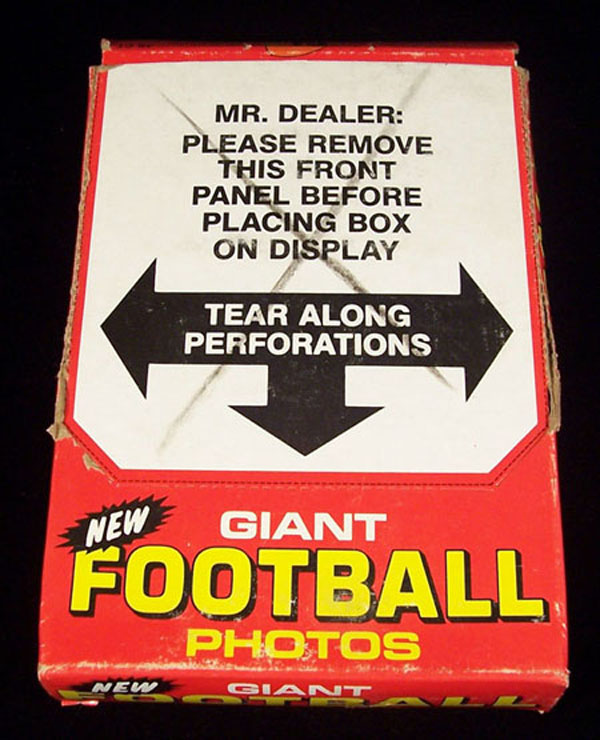 MR. DEALER:
PLEASE REMOVE
THIS FRONT
PANEL BEFORE
PLACING BOX
ON DISPLAY
TEAR ALONG
PERFORATIONS
NEW
GIANT
FOOTBALL
PHOTOS
NEW
GIANT
FOOTBALL